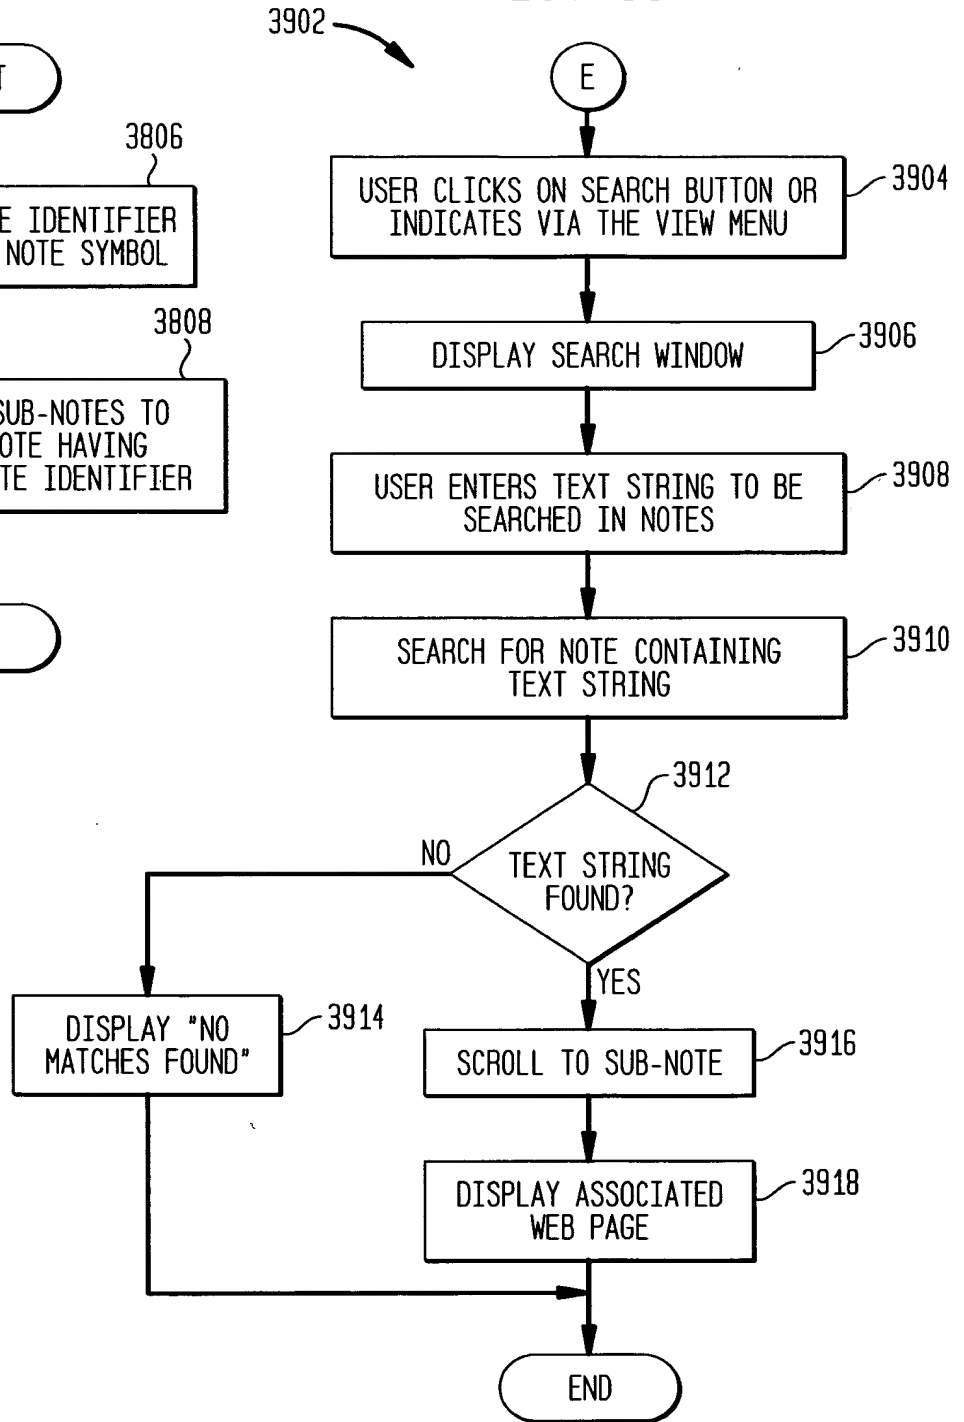 3902
E
3806
E IDENTIFIER
NOTE SYMBOL
3904
USER CLICKS ON SEARCH BUTTON OR
INDICATES VIA THE VIEW MENU
3808
SUB-NOTES TO
OTE HAVING
TE IDENTIFIER
3906
DISPLAY SEARCH WINDOW
3908
USER ENTERS TEXT STRING TO BE
SEARCHED IN NOTES
3910
SEARCH FOR NOTE CONTAINING
TEXT STRING
3912
TEXT STRING
FOUND?
NO
YES
3914
DISPLAY "NO
MATCHES FOUND"
3916
SCROLL TO SUB-NOTE
3918
DISPLAY ASSOCIATED
WEB PAGE
END